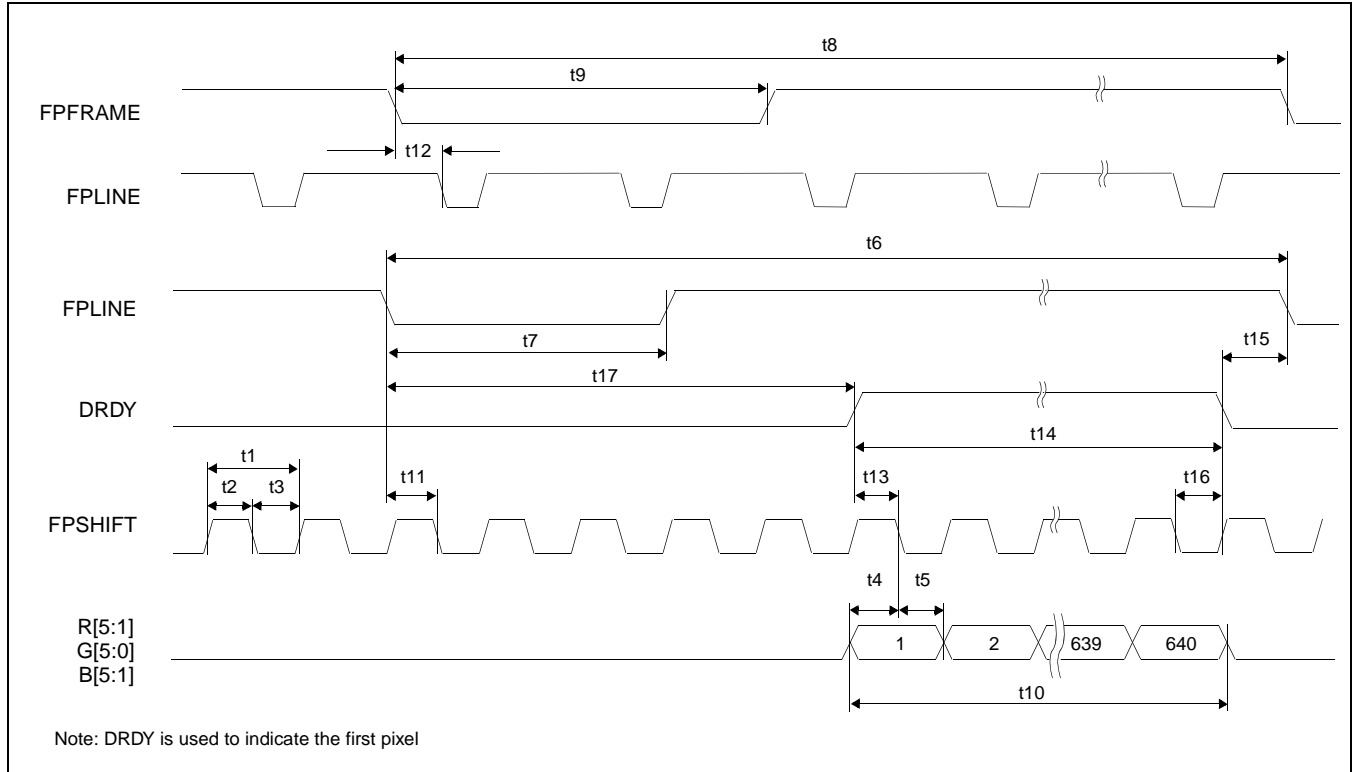 t8
t9
FPFRAME
t12
FPLINE
t6
FPLINE
t7
t15
t17
DRDY
t14
t1
t2 t3 t11 t13 t16
FPSHIFT
t4 t5
R[5:1]
G[5:0] 1 2 639 640
B[5:1]
t10
Note: DRDY is used to indicate the first pixel